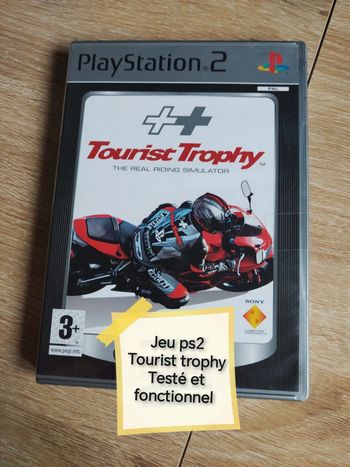 PlayStation 2
PAL
Tourist Trophy ™
THE REAL RIDING SIMULATOR
SONY
3+
www.pegi.info
Jeu ps2
Tourist trophy
Testé et
fonctionnel